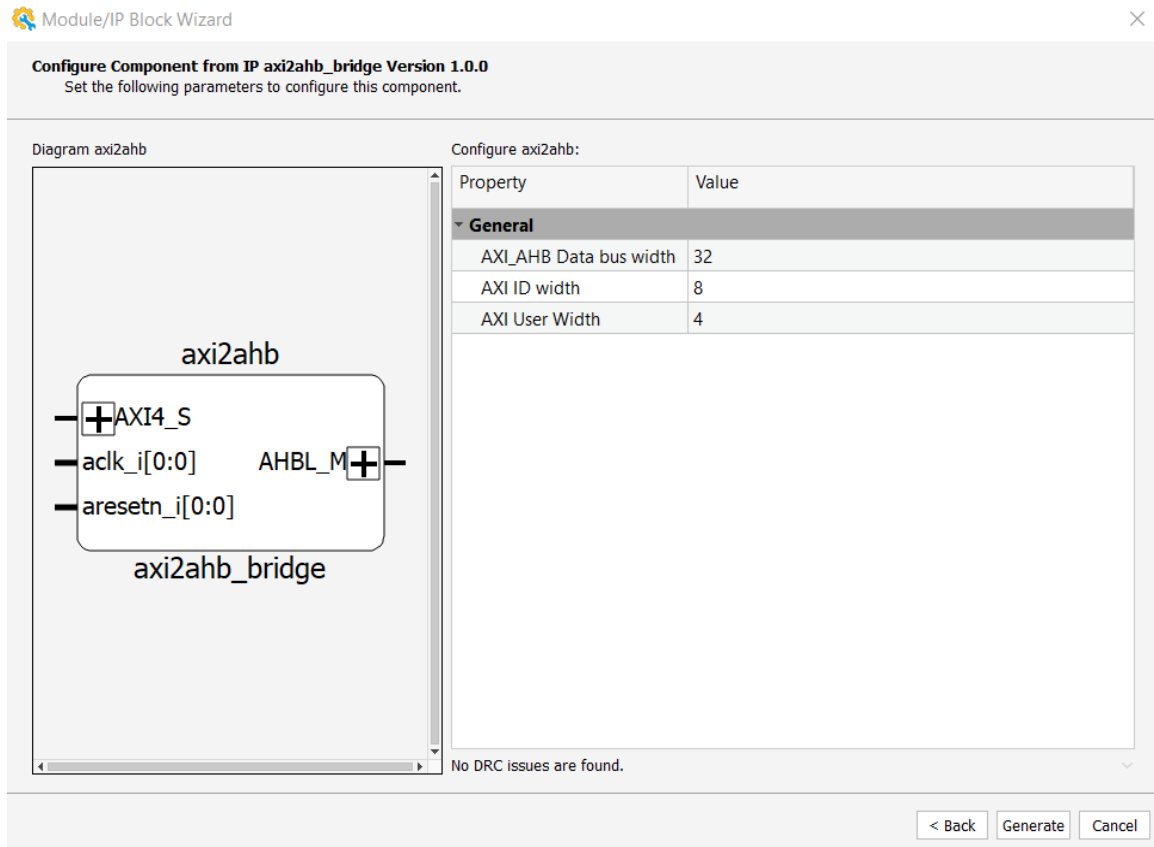 Module/IP Block Wizard
Configure Component from IP axi2ahb_bridge Version 1.0.0
Set the following parameters to configure this component.
Diagram axi2ahb
axi2ahb
AXI4_S
aclk_i[0:0] AHBL_M
aresetn_i[0:0]
axi2ahb_bridge
Configure axi2ahb:
Property Value
General
AXI_AHB Data bus width 32
AXI ID width 8
AXI User Width 4
No DRC issues are found.
< Back Generate Cancel